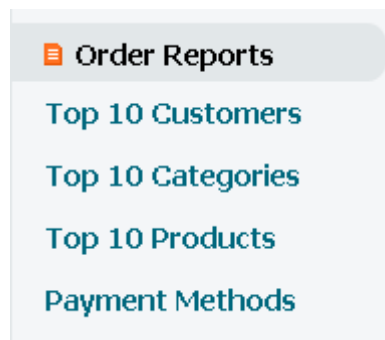 Order Reports
Top 10 Customers
Top 10 Categories
Top 10 Products
Payment Methods